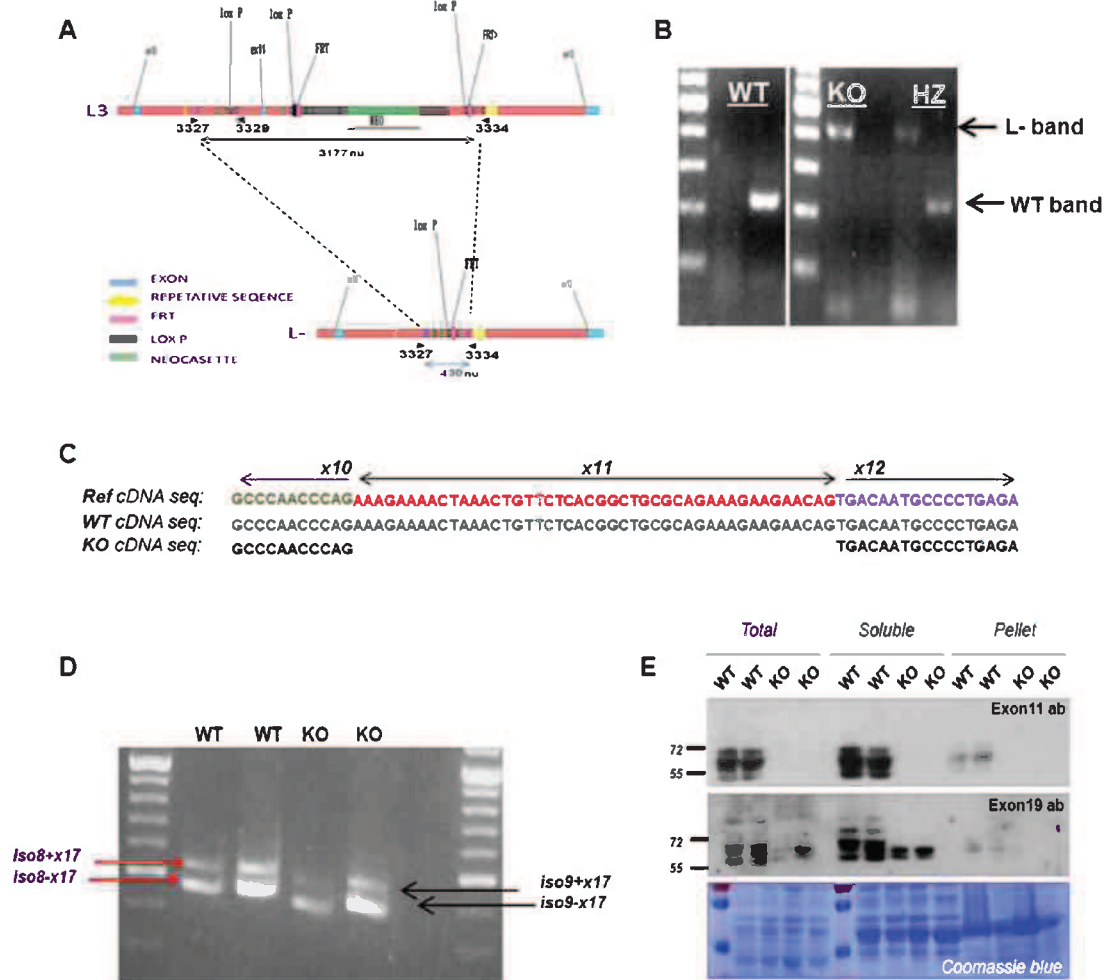 A
lox P
lox P
lox P
ex11
FRT
L3
3327
3329
3334
3177nu
lox P
FRT
EXON
REPETATIVE SEQENCE
FRT
LOX P
NEOCASETTE
L-
3327
3334
430 nu
B
WT
KO
HZ
L- band
WT band
C
x10
x11
x12
Ref cDNA seq:
GCCCAACCCAGAAAGAAAACTAAACTGTTCTCACGGCTGCGCAGAAAGAAGAACAGTGACAATGCCCCTGAGA
WT cDNA seq:
GCCCAACCCAGAAAGAAAACTAAACTGTTCTCACGGCTGCGCAGAAAGAAGAACAGTGACAATGCCCCTGAGA
KO cDNA seq:
GCCCAACCCAG TGACAATGCCCCTGAGA
D
WT WT KO KO
Iso8+x17
Iso8-x17
iso9+x17
iso9-x17
E
Total Soluble Pellet
WT WT KO KO WT WT KO KO WT WT KO KO
Exon11 ab
72
55
Exon19 ab
72
55
Coomassie blue